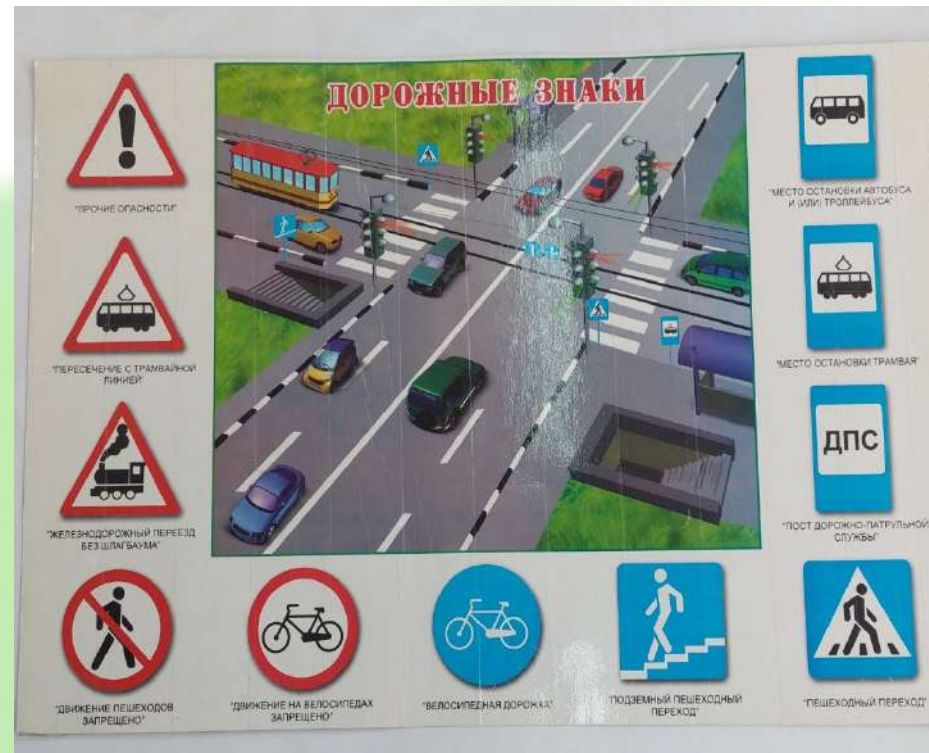 ДОРОЖНЫЕ ЗНАКИ
"ПРОЧИЕ ОПАСНОСТИ"
"МЕСТО ОСТАНОВКИ АВТОБУСА
И (ИЛИ) ТРОЛЛЕЙБУСА"
"ПЕРЕСЕЧЕНИЕ С ТРАМВАЙНОЙ
ЛИНИЕЙ"
"МЕСТО ОСТАНОВКИ ТРАМВАЯ"
"ЖЕЛЕЗНОДОРОЖНЫЙ ПЕРЕЕЗД
БЕЗ ШЛАГБАУМА"
ДПС
"ПОСТ ДОРОЖНО-ПАТРУЛЬНОЙ
СЛУЖБЫ"
"ДВИЖЕНИЕ ПЕШЕХОДОВ
ЗАПРЕЩЕНО"
"ДВИЖЕНИЕ НА ВЕЛОСИПЕДАХ
ЗАПРЕЩЕНО"
"ВЕЛОСИПЕДНАЯ ДОРОЖКА"
"ПОДЗЕМНЫЙ ПЕШЕХОДНЫЙ
ПЕРЕХОД"
"ПЕШЕХОДНЫЙ ПЕРЕХОД"